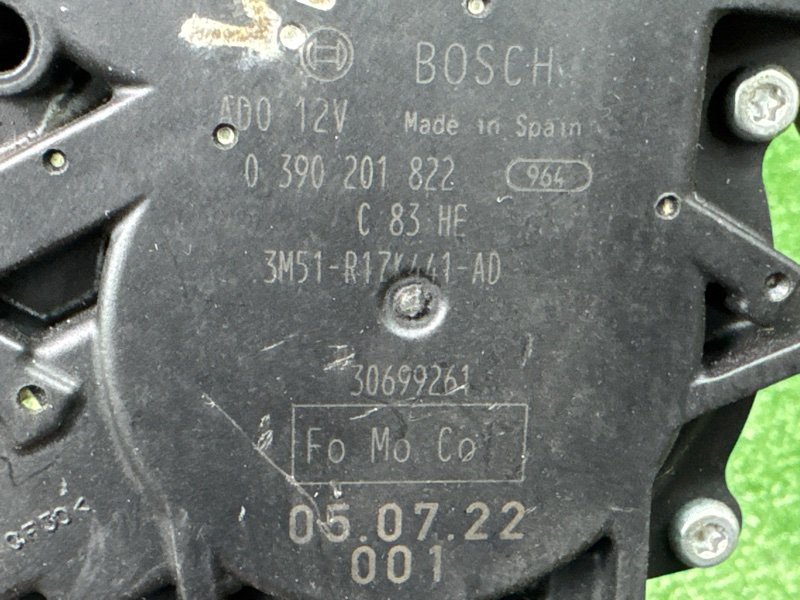 BOSCH
ADO 12V Made in Spain
0 390 201 822 964
C 83 HE
3M51-R17K441-AD
30699261
Fo Mo Co
05.07.22
001